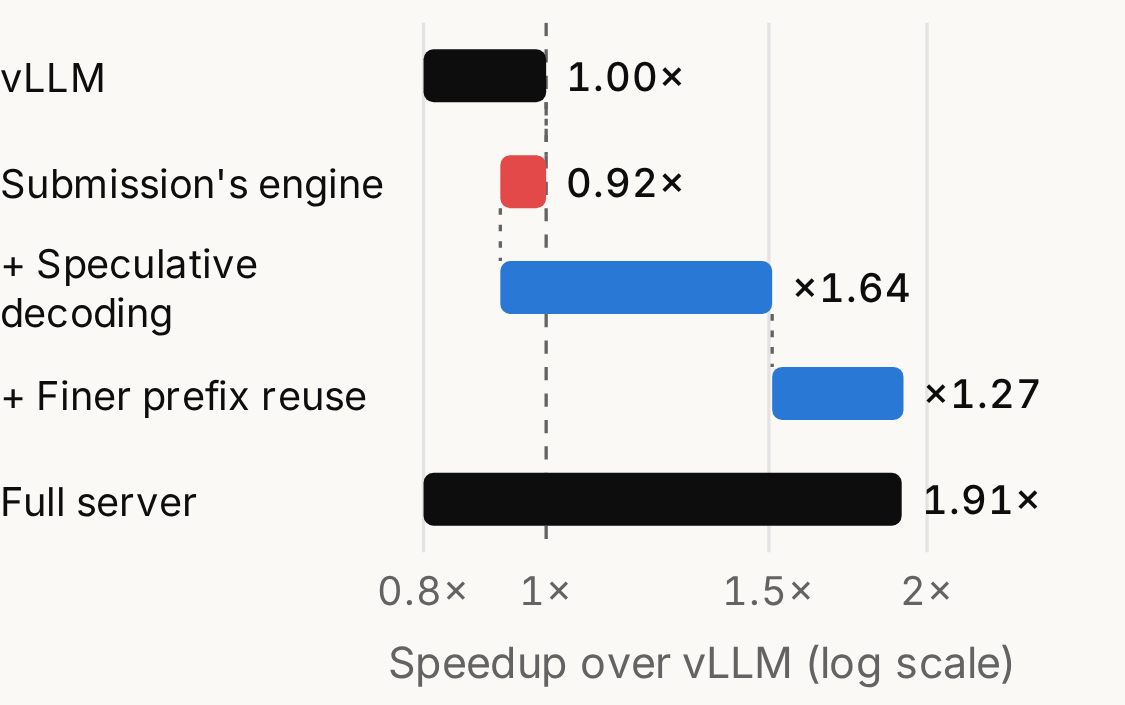 vLLM
1.00×
Submission's engine
0.92×
+ Speculative
decoding
×1.64
+ Finer prefix reuse
×1.27
Full server
1.91×
0.8× 1× 1.5× 2×
Speedup over vLLM (log scale)